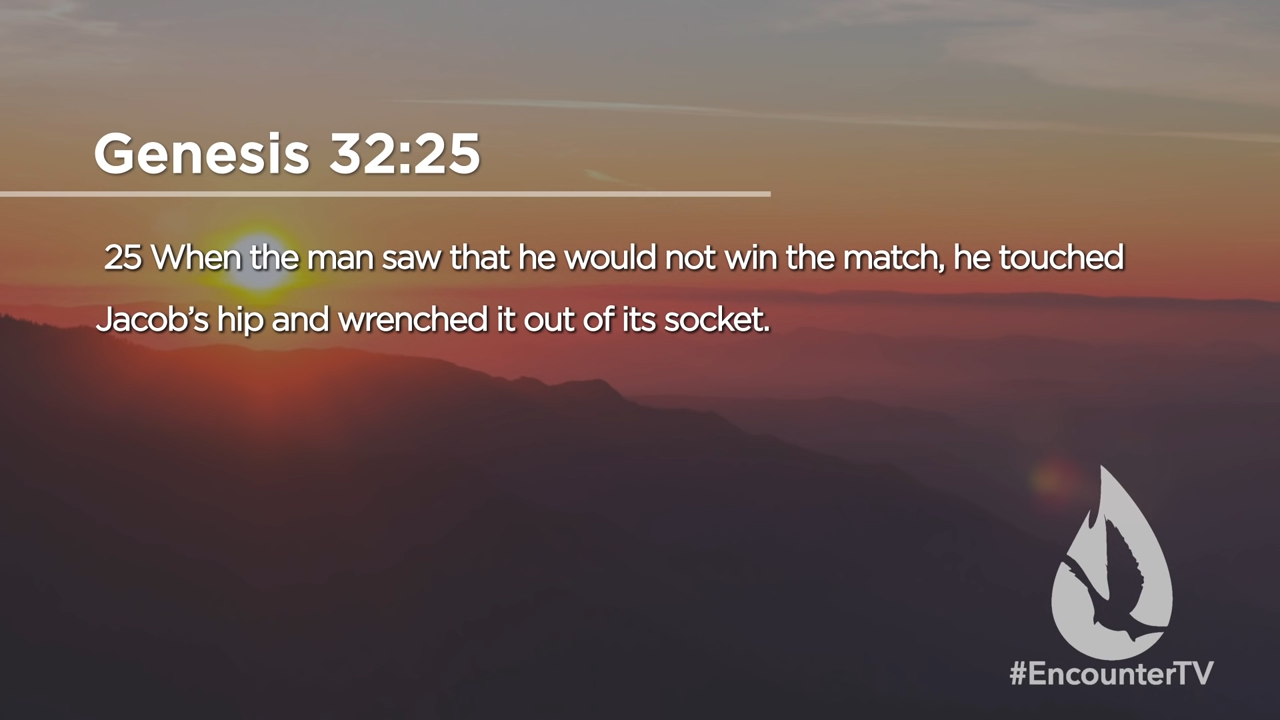 Genesis 32:25
25 When the man saw that he would not win the match, he touched
Jacob’s hip and wrenched it out of its socket.
#EncounterTV